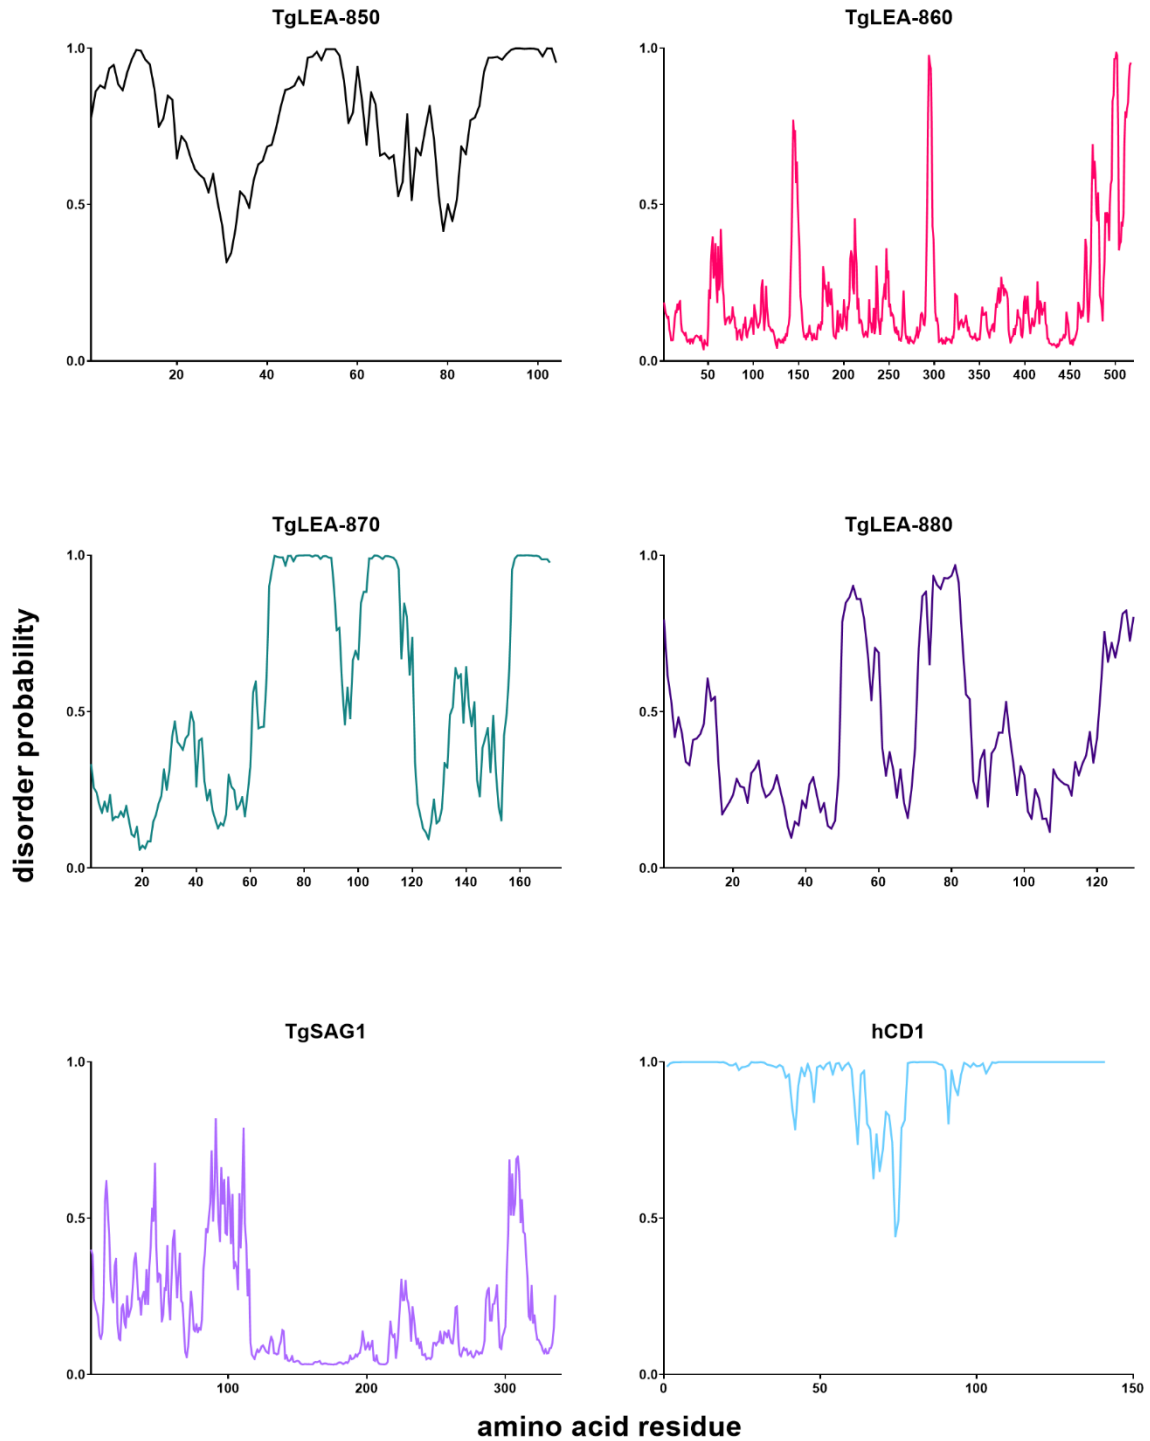 TgLEA-850
TgLEA-860
1.0
0.5
0.0
20 40 60 80 100
1.0
0.5
0.0
50 100 150 200 250 300 350 400 450 500
TgLEA-870
TgLEA-880
1.0
0.5
0.0
20 40 60 80 100 120 140 160
1.0
0.5
0.0
20 40 60 80 100 120
disorder probability
TgSAG1
hCD1
1.0
0.5
0.0
100 200 300
1.0
0.5
0.0
0 50 100 150
amino acid residue